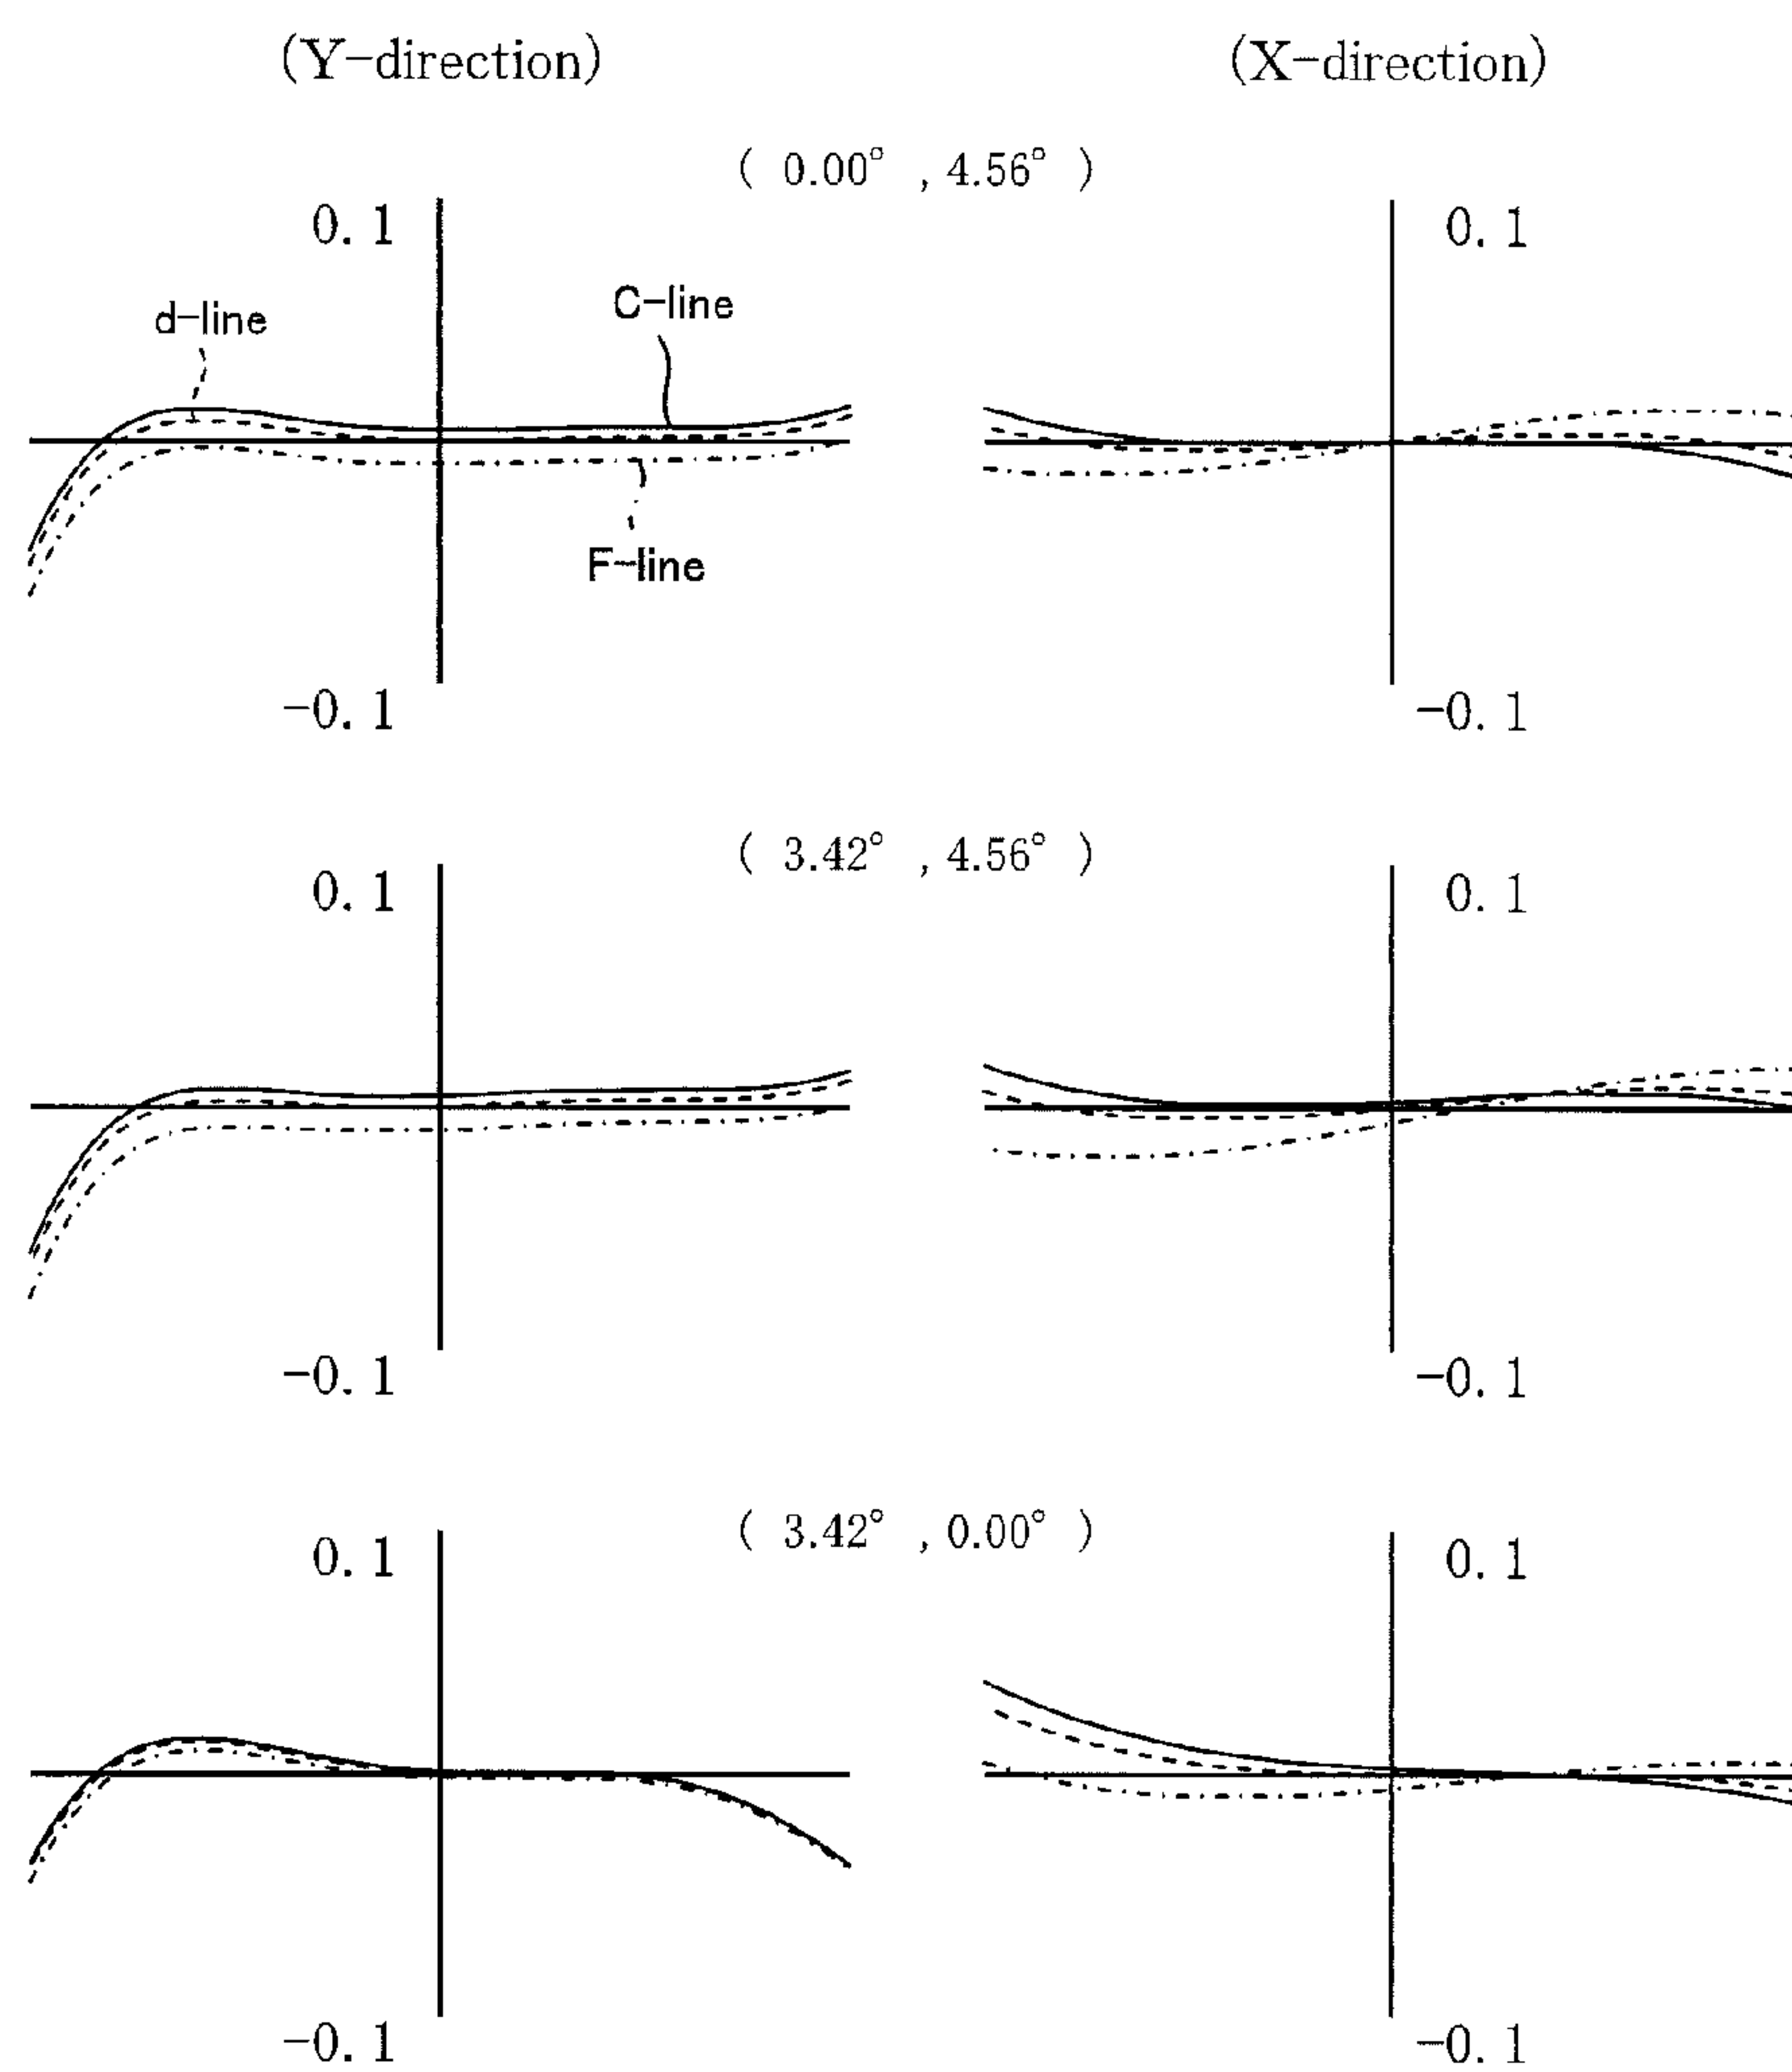 (Y-direction) (X-direction)
( 0.00° , 4.56° )
0.1 0.1
d-line C-line
F-line
-0.1 -0.1
( 3.42° , 4.56° )
0.1 0.1
-0.1 -0.1
( 3.42° , 0.00° )
0.1 0.1
-0.1 -0.1